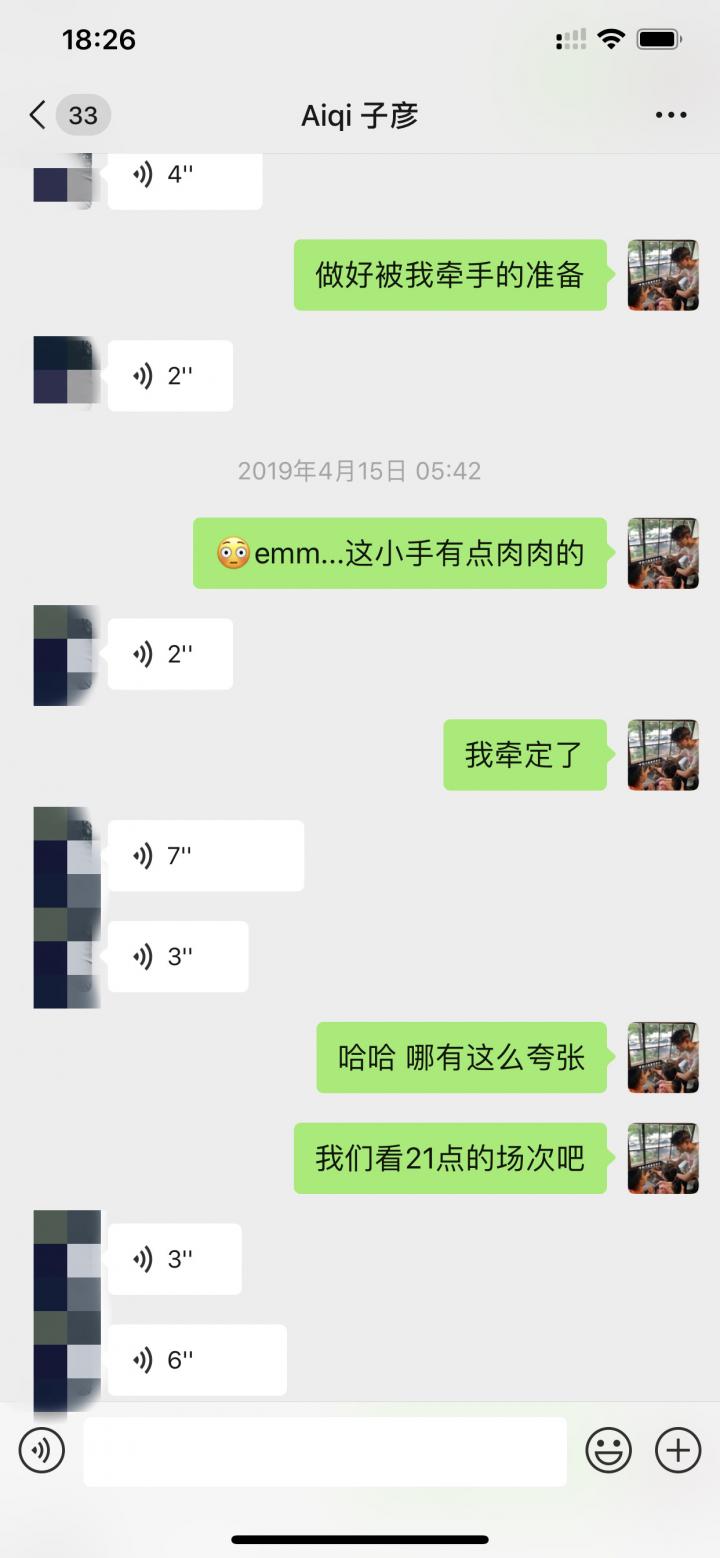 18:26
33
Aiqi 子彦
4''
做好被我牵手的准备
2''
2019年4月15日 05:42
😳emm...这小手有点肉肉的
2''
我牵定了
7''
3''
哈哈 哪有这么夸张
我们看21点的场次吧
3''
6''